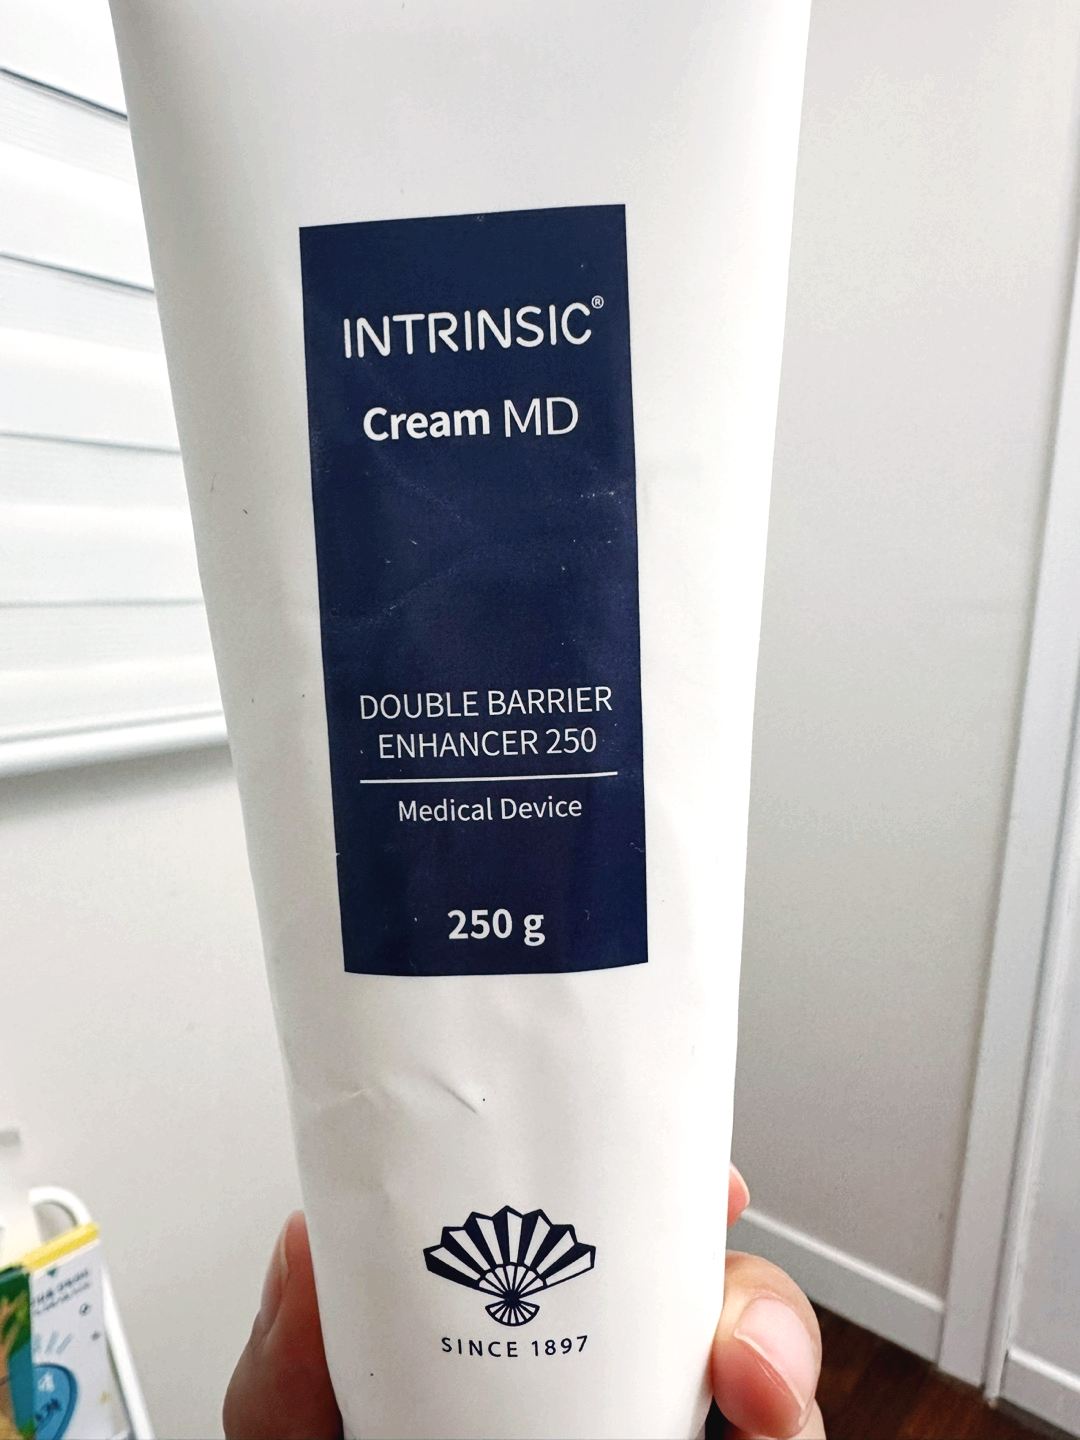 INTRINSIC®
Cream MD
DOUBLE BARRIER
ENHANCER 250
Medical Device
250 g
SINCE 1897